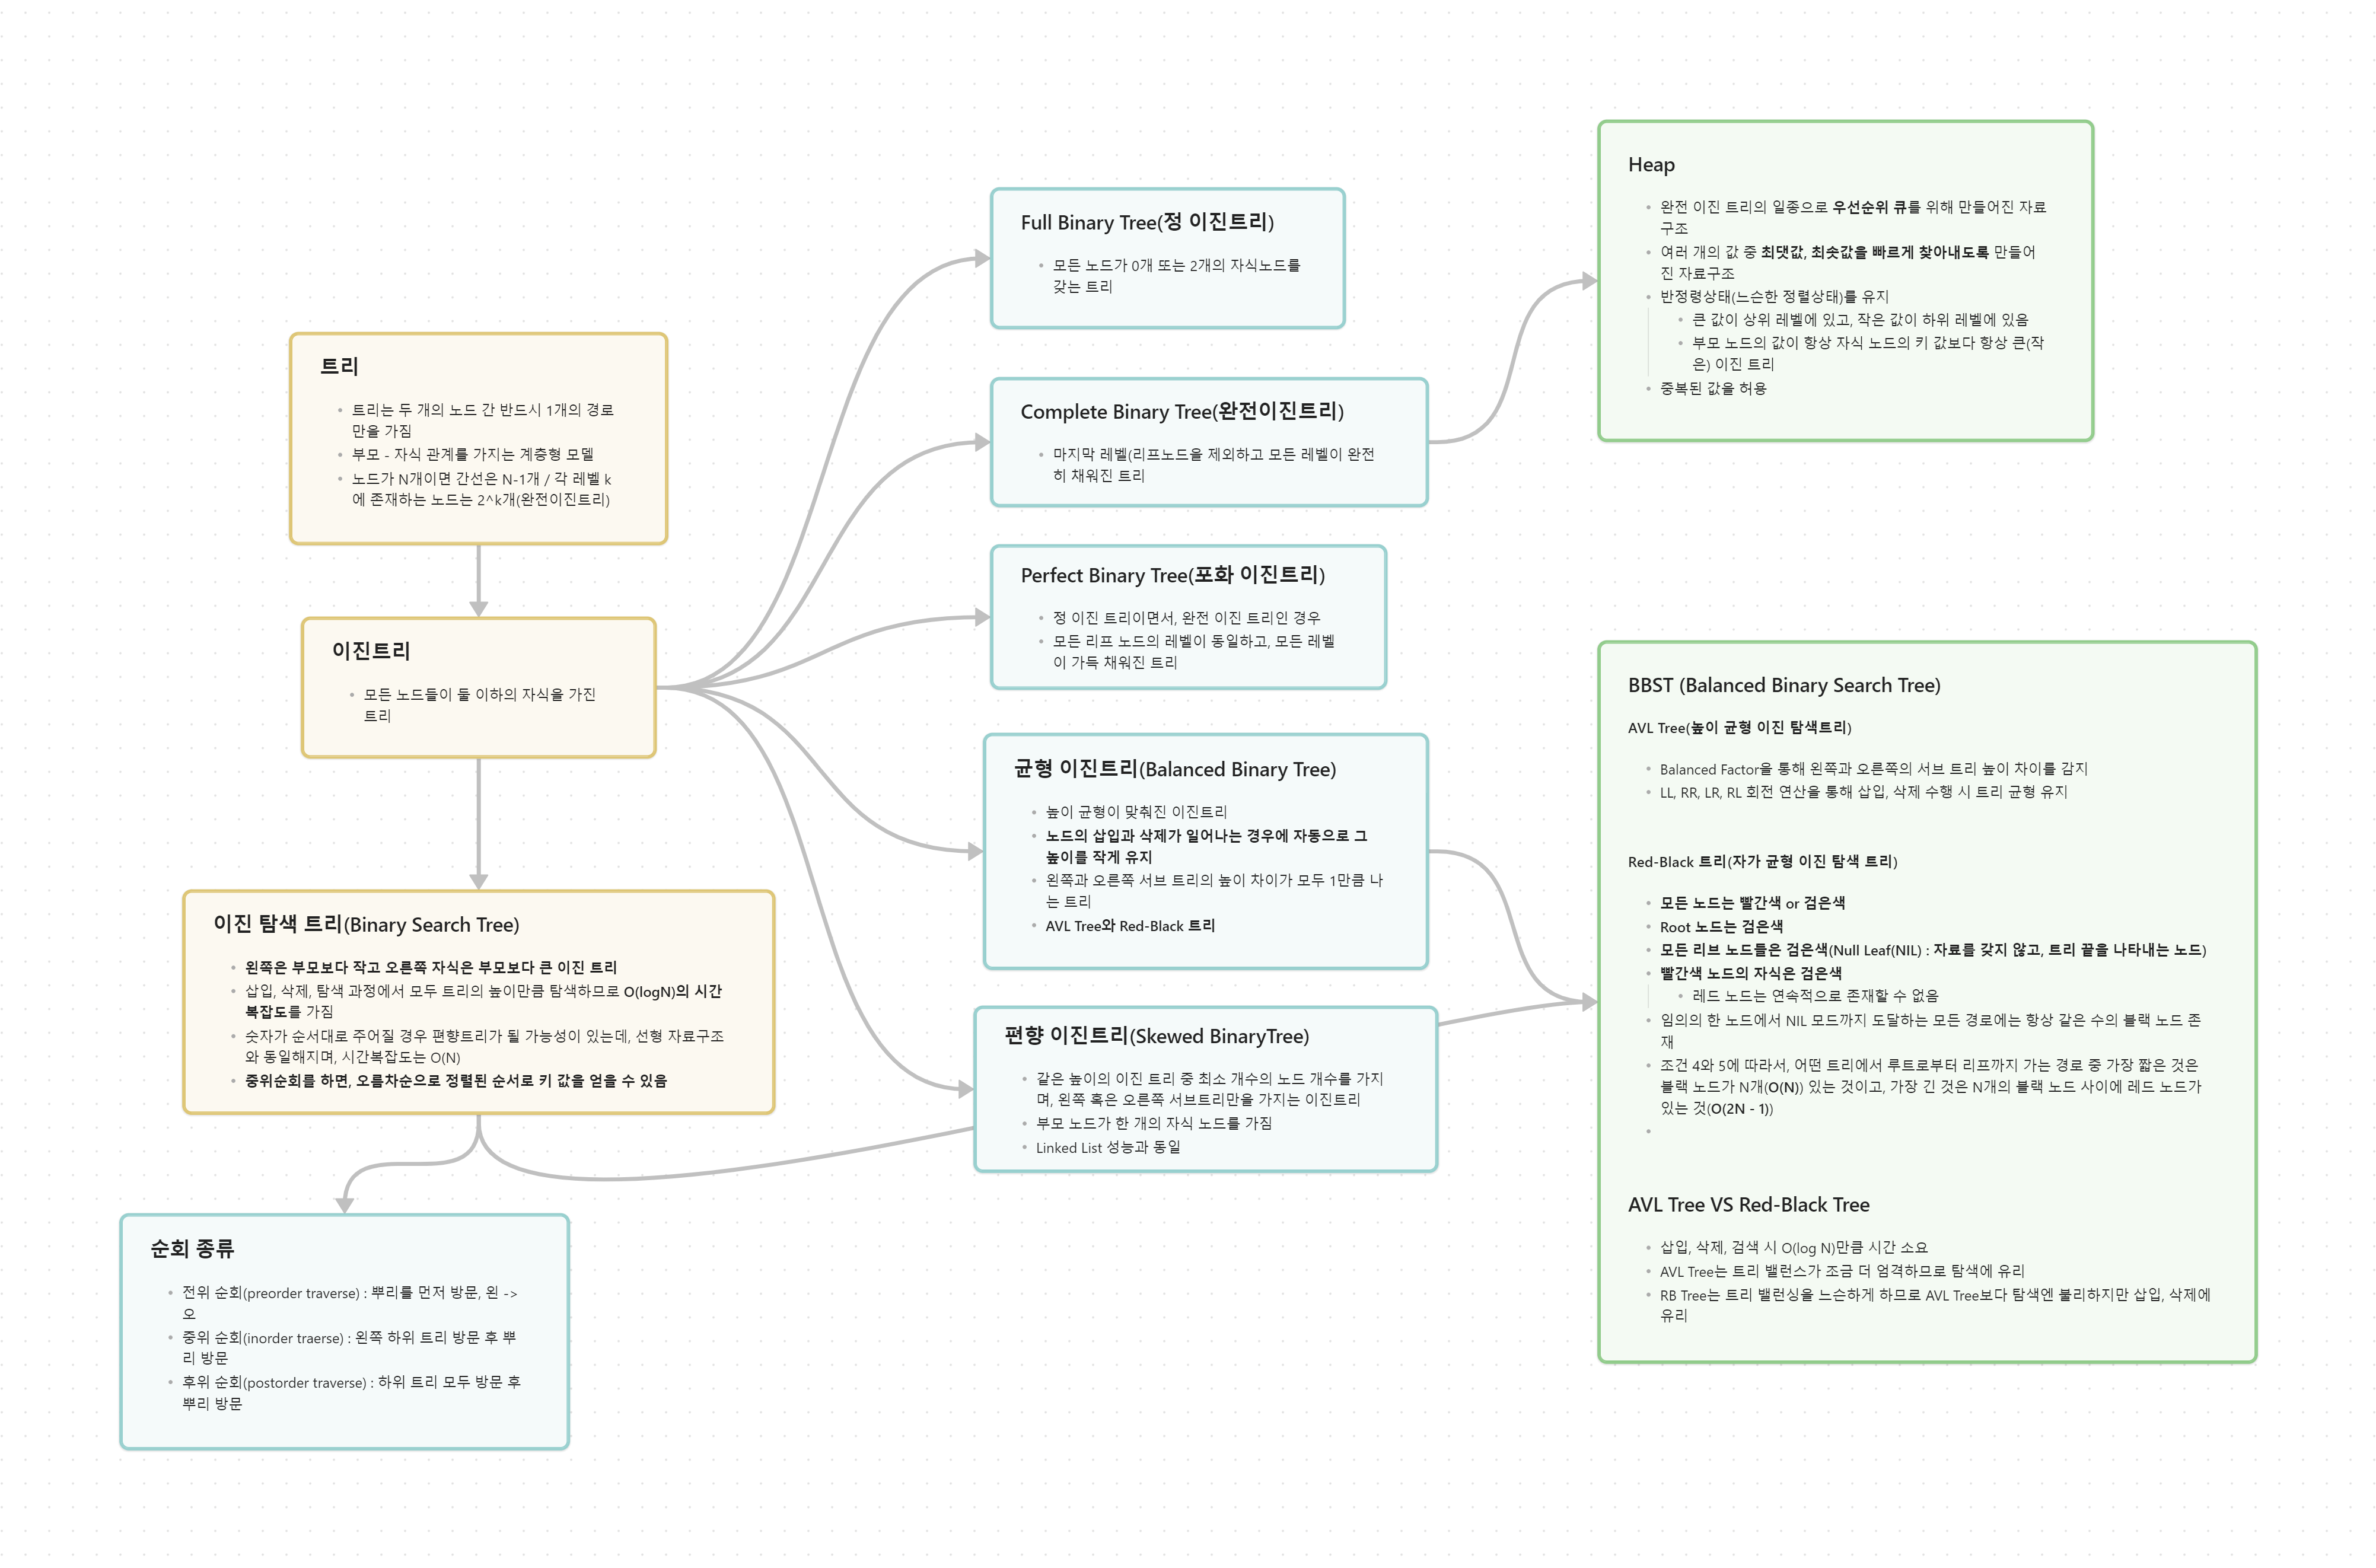 트리
트리는 두 개의 노드 간 반드시 1개의 경로
만을 가짐
부모 - 자식 관계를 가지는 계층형 모델
노드가 N개이면 간선은 N-1개 / 각 레벨 k
에 존재하는 노드는 2^k개(완전이진트리)
이진트리
모든 노드들이 둘 이하의 자식을 가진
트리
이진 탐색 트리(Binary Search Tree)
왼쪽은 부모보다 작고 오른쪽 자식은 부모보다 큰 이진 트리
삽입, 삭제, 탐색 과정에서 모두 트리의 높이만큼 탐색하므로 O(logN)의 시간
복잡도를 가짐
숫자가 순서대로 주어질 경우 편향트리가 될 가능성이 있는데, 선형 자료구조
와 동일해지며, 시간복잡도는 O(N)
중위순회를 하면, 오름차순으로 정렬된 순서로 키 값을 얻을 수 있음
순회 종류
전위 순회(preorder traverse) : 뿌리를 먼저 방문, 왼 ->
오
중위 순회(inorder traerse) : 왼쪽 하위 트리 방문 후 뿌
리 방문
후위 순회(postorder traverse) : 하위 트리 모두 방문 후
뿌리 방문
Full Binary Tree(정 이진트리)
모든 노드가 0개 또는 2개의 자식노드를
갖는 트리
Complete Binary Tree(완전이진트리)
마지막 레벨(리프노드을 제외하고 모든 레벨이 완전
히 채워진 트리
Perfect Binary Tree(포화 이진트리)
정 이진 트리이면서, 완전 이진 트리인 경우
모든 리프 노드의 레벨이 동일하고, 모든 레벨
이 가득 채워진 트리
균형 이진트리(Balanced Binary Tree)
높이 균형이 맞춰진 이진트리
노드의 삽입과 삭제가 일어나는 경우에 자동으로 그
높이를 작게 유지
왼쪽과 오른쪽 서브 트리의 높이 차이가 모두 1만큼 나
는 트리
AVL Tree와 Red-Black 트리
편향 이진트리(Skewed BinaryTree)
같은 높이의 이진 트리 중 최소 개수의 노드 개수를 가지
며, 왼쪽 혹은 오른쪽 서브트리만을 가지는 이진트리
부모 노드가 한 개의 자식 노드를 가짐
Linked List 성능과 동일
Heap
완전 이진 트리의 일종으로 우선순위 큐를 위해 만들어진 자료
구조
여러 개의 값 중 최댓값, 최솟값을 빠르게 찾아내도록 만들어
진 자료구조
반정령상태(느슨한 정렬상태)를 유지
큰 값이 상위 레벨에 있고, 작은 값이 하위 레벨에 있음
부모 노드의 값이 항상 자식 노드의 키 값보다 항상 큰(작
은) 이진 트리
중복된 값을 허용
BBST (Balanced Binary Search Tree)
AVL Tree(높이 균형 이진 탐색트리)
Balanced Factor을 통해 왼쪽과 오른쪽의 서브 트리 높이 차이를 감지
LL, RR, LR, RL 회전 연산을 통해 삽입, 삭제 수행 시 트리 균형 유지
Red-Black 트리(자가 균형 이진 탐색 트리)
모든 노드는 빨간색 or 검은색
Root 노드는 검은색
모든 리브 노드들은 검은색(Null Leaf(NIL) : 자료를 갖지 않고, 트리 끝을 나타내는 노드)
빨간색 노드의 자식은 검은색
레드 노드는 연속적으로 존재할 수 없음
임의의 한 노드에서 NIL 모드까지 도달하는 모든 경로에는 항상 같은 수의 블랙 노드 존
재
조건 4와 5에 따라서, 어떤 트리에서 루트로부터 리프까지 가는 경로 중 가장 짧은 것은
블랙 노드가 N개(O(N)) 있는 것이고, 가장 긴 것은 N개의 블랙 노드 사이에 레드 노드가
있는 것(O(2N - 1))
AVL Tree VS Red-Black Tree
삽입, 삭제, 검색 시 O(log N)만큼 시간 소요
AVL Tree는 트리 밸런스가 조금 더 엄격하므로 탐색에 유리
RB Tree는 트리 밸런싱을 느슨하게 하므로 AVL Tree보다 탐색엔 불리하지만 삽입, 삭제에
유리